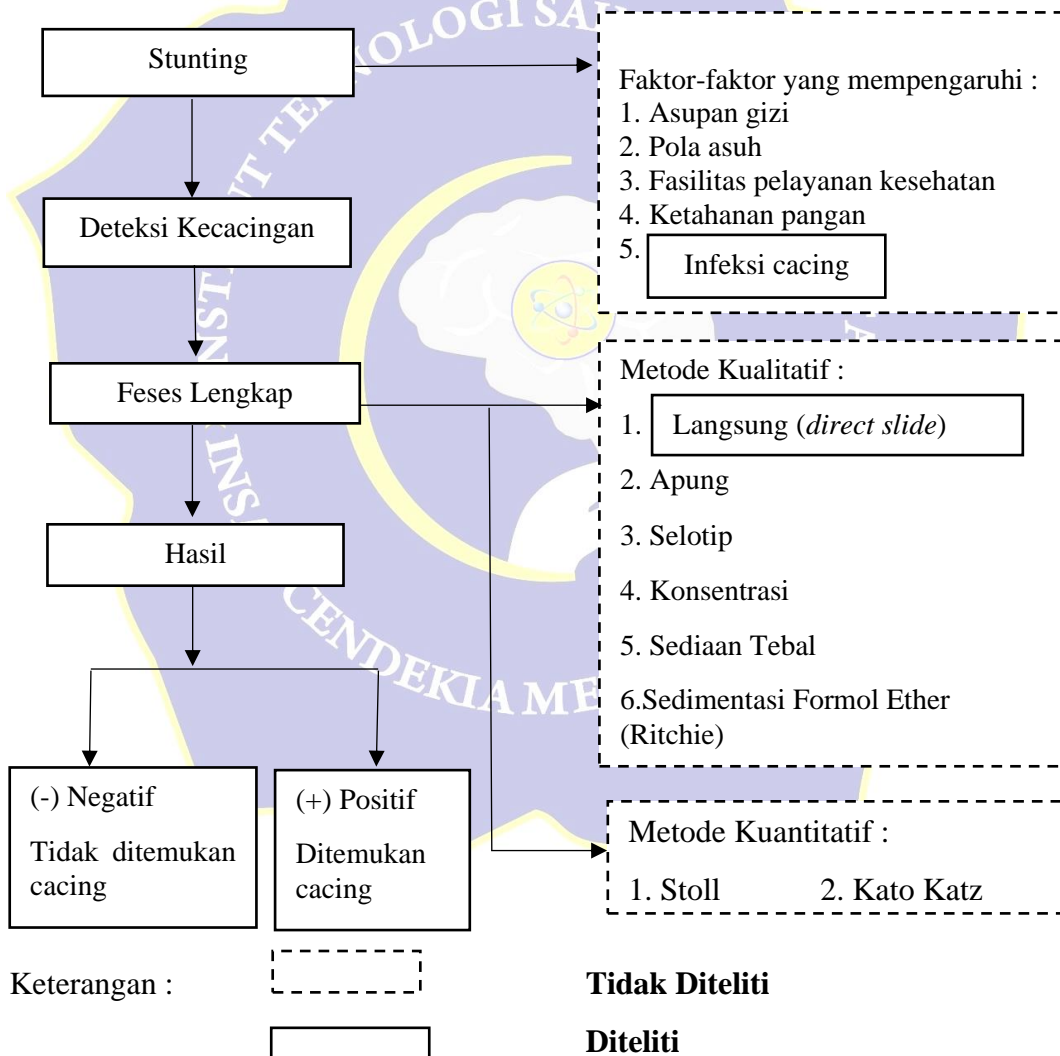 Stunting
Faktor-faktor yang mempengaruhi :
1. Asupan gizi
2. Pola asuh
3. Fasilitas pelayanan kesehatan
4. Ketahanan pangan
5. Infeksi cacing
Deteksi Kecacingan
Feses Lengkap
Metode Kualitatif :
1. Langsung (direct slide)
2. Apung
3. Selotip
4. Konsentrasi
5. Sediaan Tebal
6.Sedimentasi Formol Ether
(Ritchie)
Hasil
(-) Negatif
Tidak ditemukan
cacing
(+) Positif
Ditemukan
cacing
Metode Kuantitatif :
1. Stoll 2. Kato Katz
Keterangan :
Tidak Diteliti
Diteliti
CENDEKIA ME